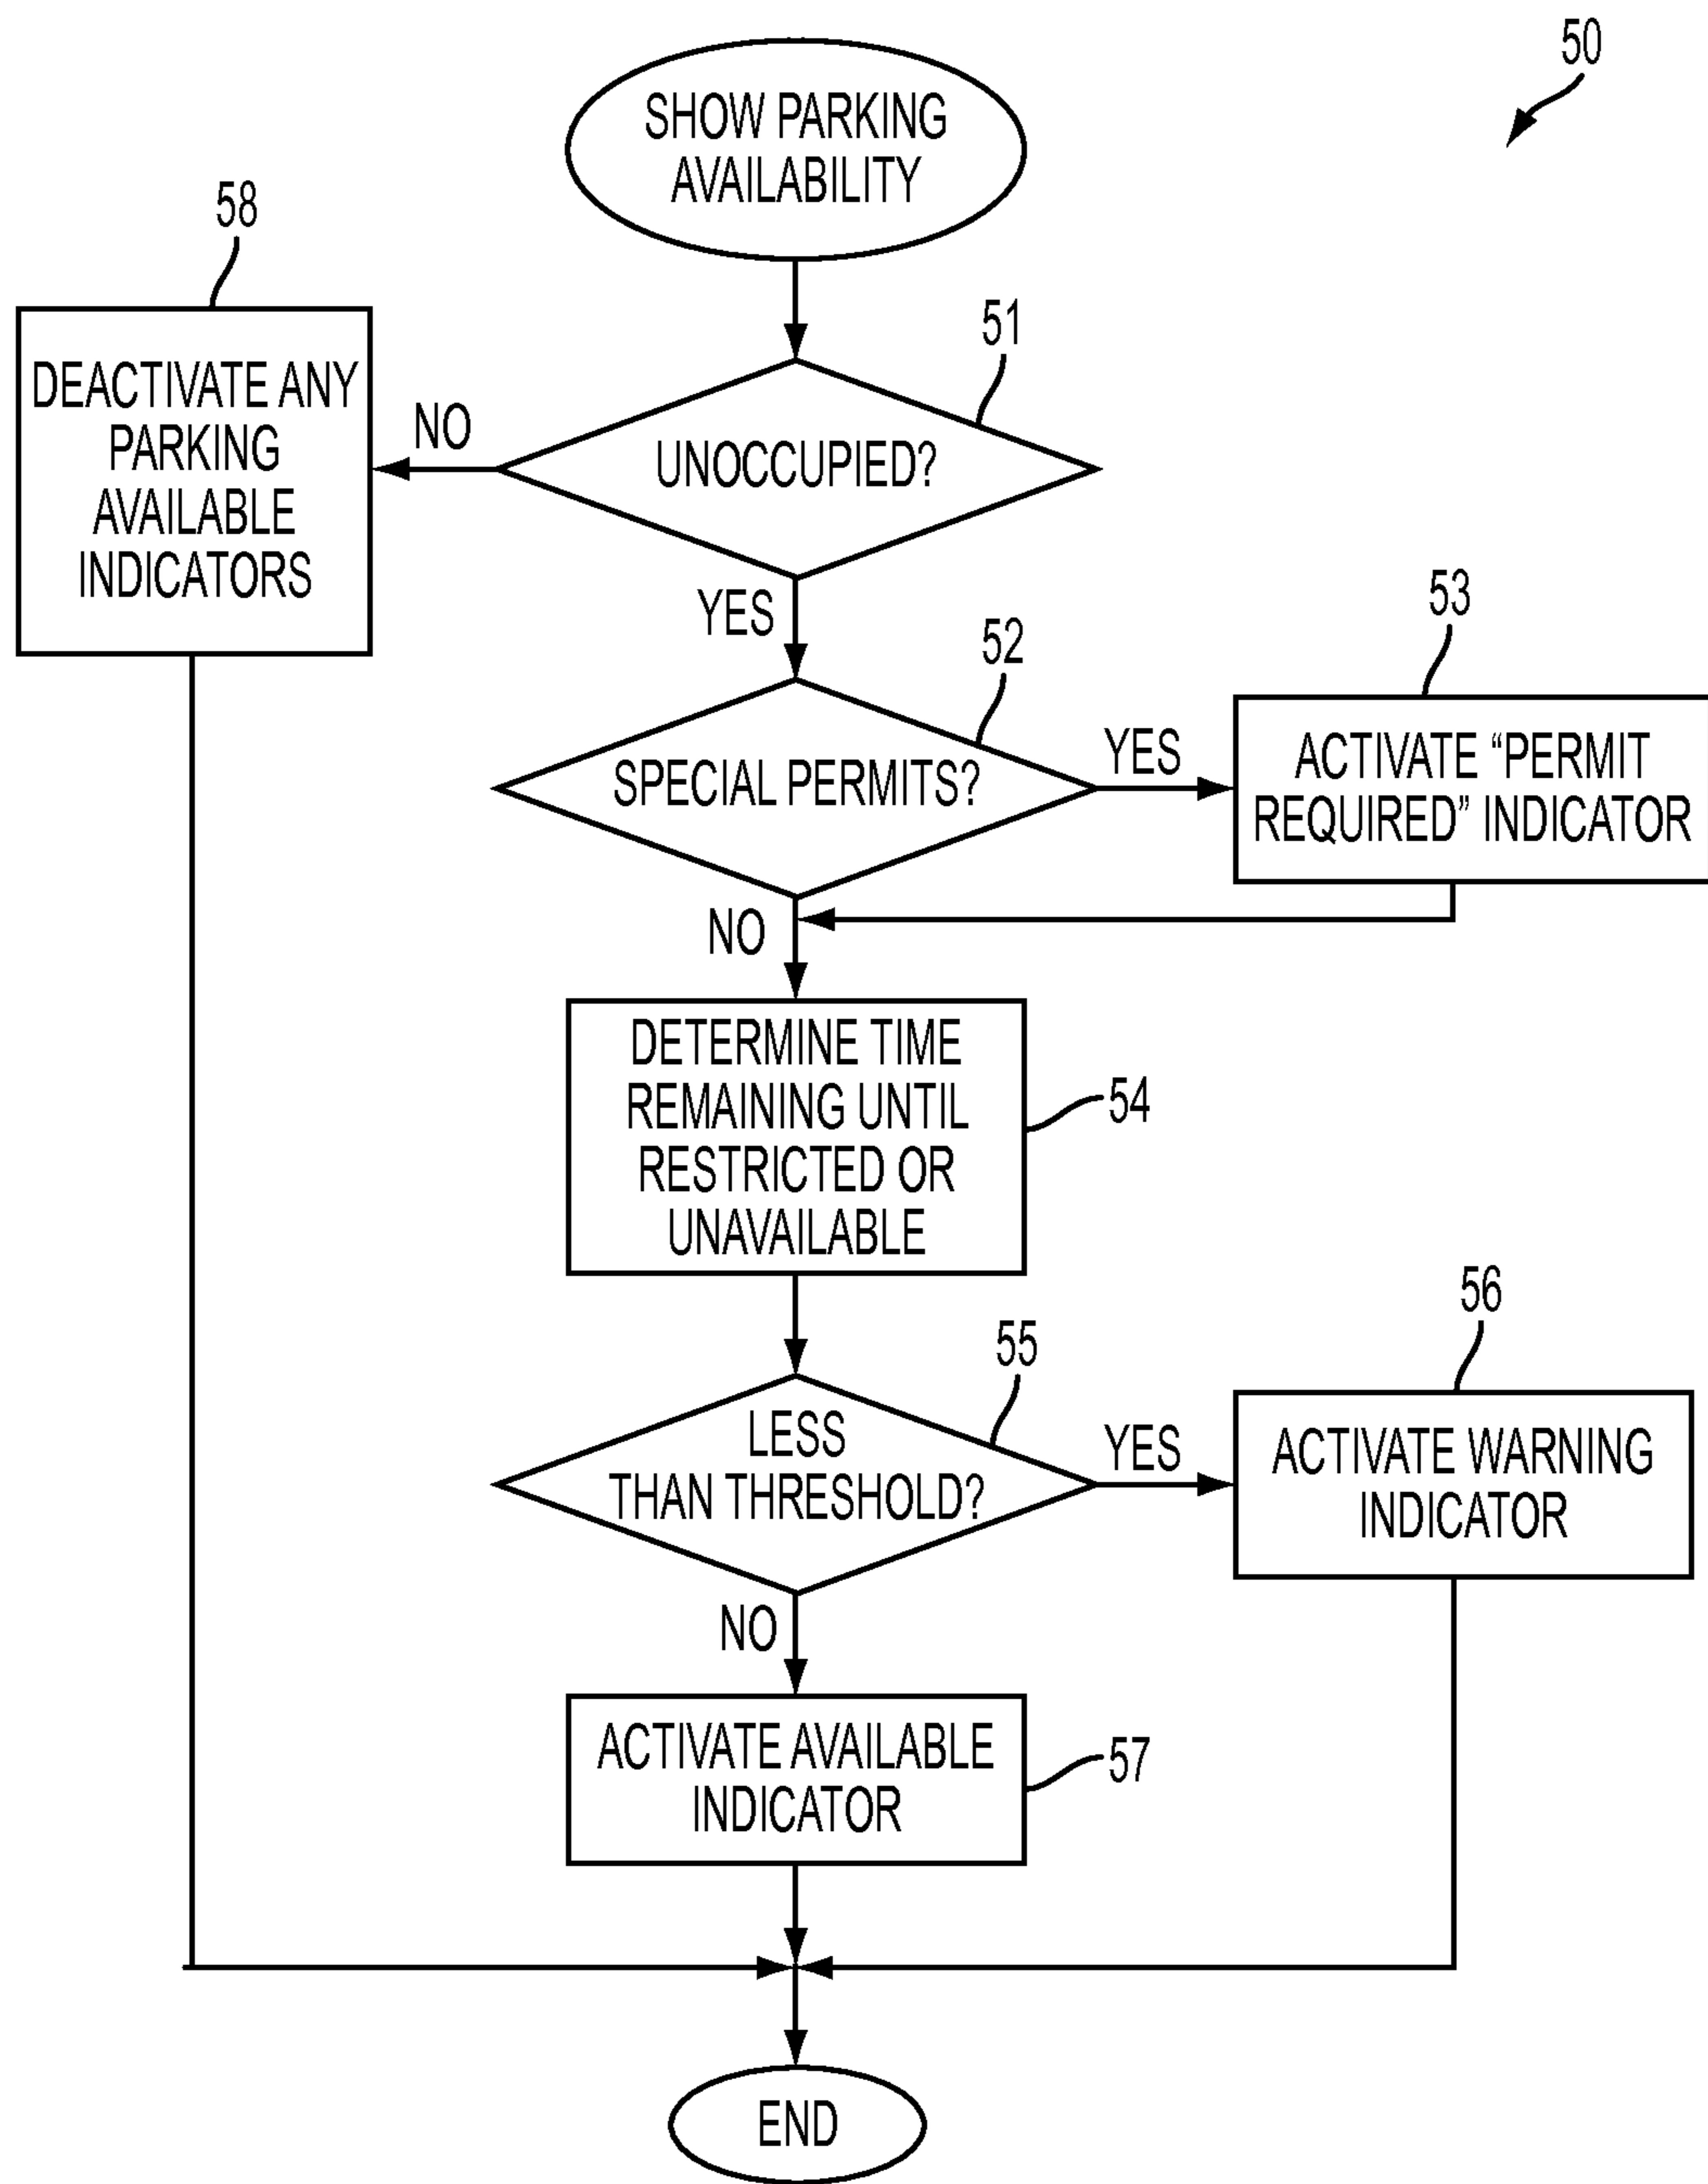 50
SHOW PARKING
AVAILABILITY
58
51
DEACTIVATE ANY
PARKING
AVAILABLE
INDICATORS
NO
UNOCCUPIED?
YES
52
53
SPECIAL PERMITS?
YES
ACTIVATE “PERMIT
REQUIRED” INDICATOR
NO
DETERMINE TIME
REMAINING UNTIL
RESTRICTED OR
UNAVAILABLE
54
55
56
LESS
THAN THRESHOLD?
YES
ACTIVATE WARNING
INDICATOR
NO
ACTIVATE AVAILABLE
INDICATOR
57
END